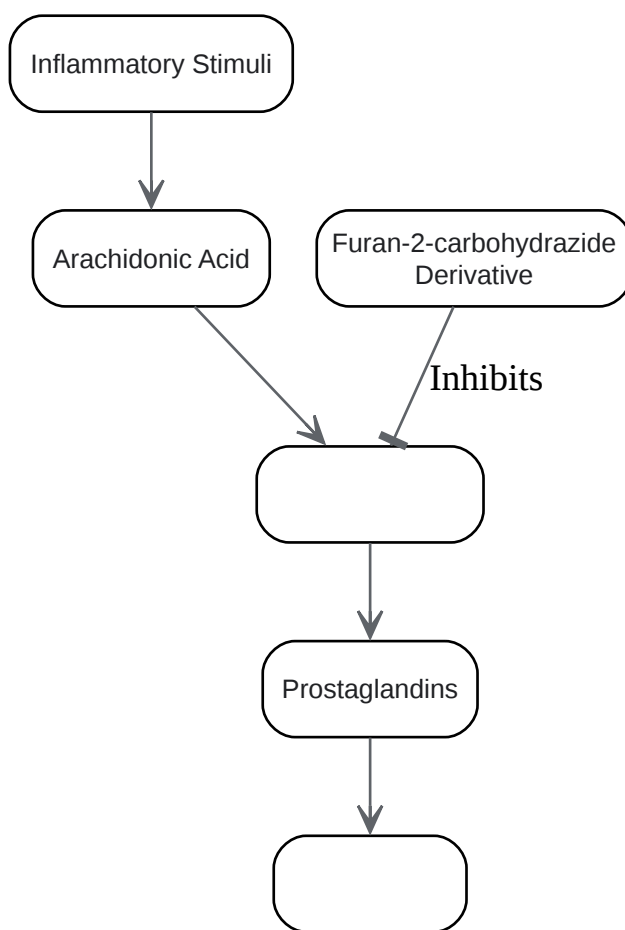 Inflammatory Stimuli
Arachidonic Acid
Furan-2-carbohydrazide
Derivative
Inhibits
Prostaglandins